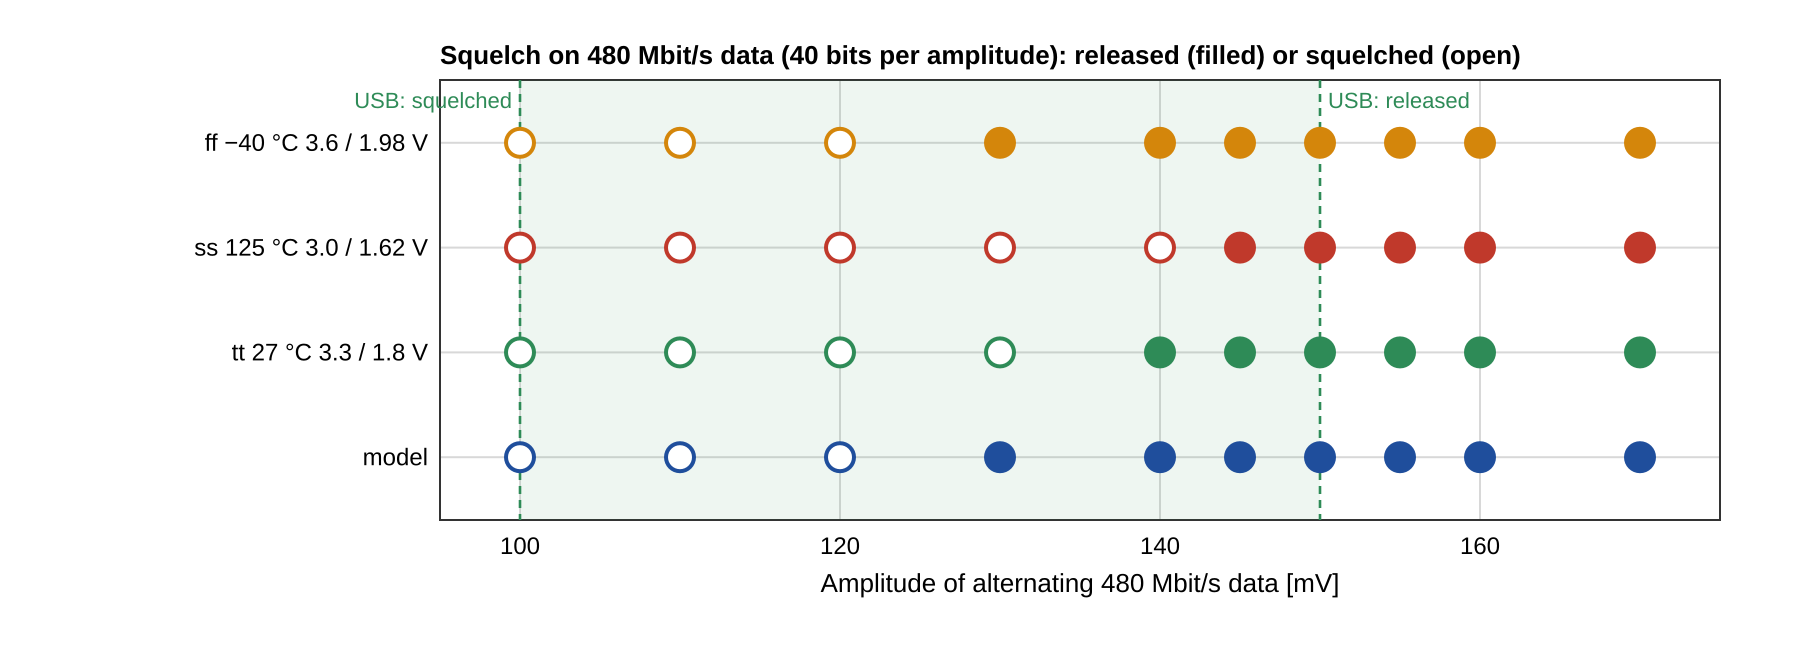 Squelch on 480 Mbit/s data (40 bits per amplitude): released (filled) or squelched (open)
USB: squelched
USB: released
ff −40 °C 3.6 / 1.98 V
ss 125 °C 3.0 / 1.62 V
tt 27 °C 3.3 / 1.8 V
model
100 120 140 160
Amplitude of alternating 480 Mbit/s data [mV]